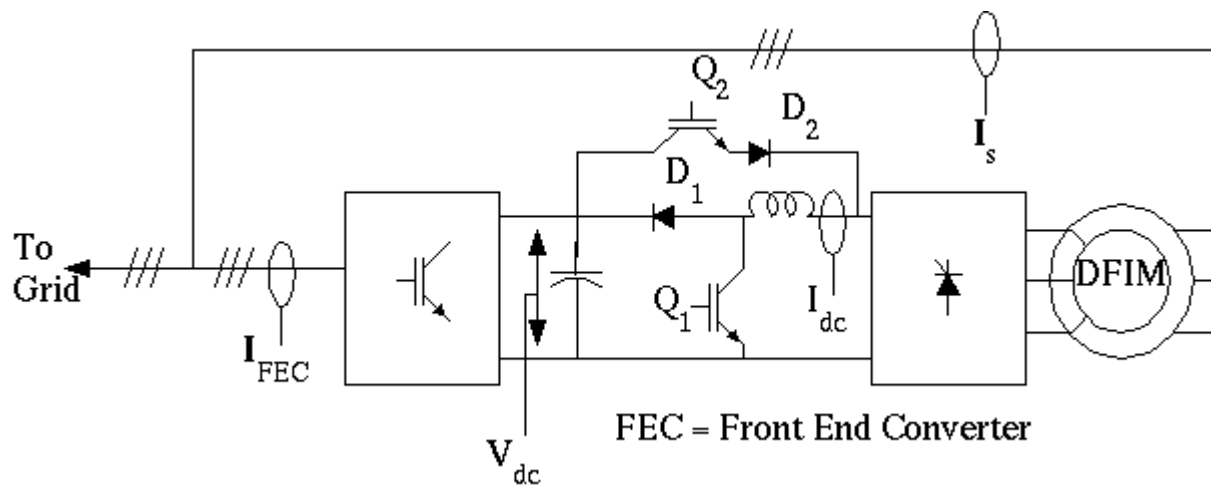 Q2
D2
Is
D1
To
Grid
DFIM
Q1
Idc
IFEC
FEC = Front End Converter
Vdc